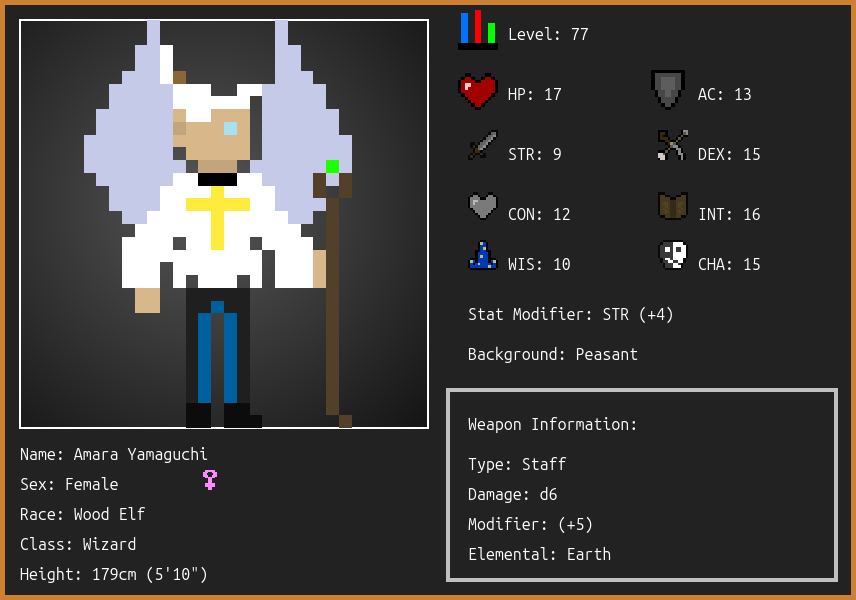 Level: 77
HP: 17
AC: 13
STR: 9
DEX: 15
CON: 12
INT: 16
WIS: 10
CHA: 15
Stat Modifier: STR (+4)
Background: Peasant
Weapon Information:
Type: Staff
Damage: d6
Modifier: (+5)
Elemental: Earth
Name: Amara Yamaguchi
Sex: Female
Race: Wood Elf
Class: Wizard
Height: 179cm (5'10")